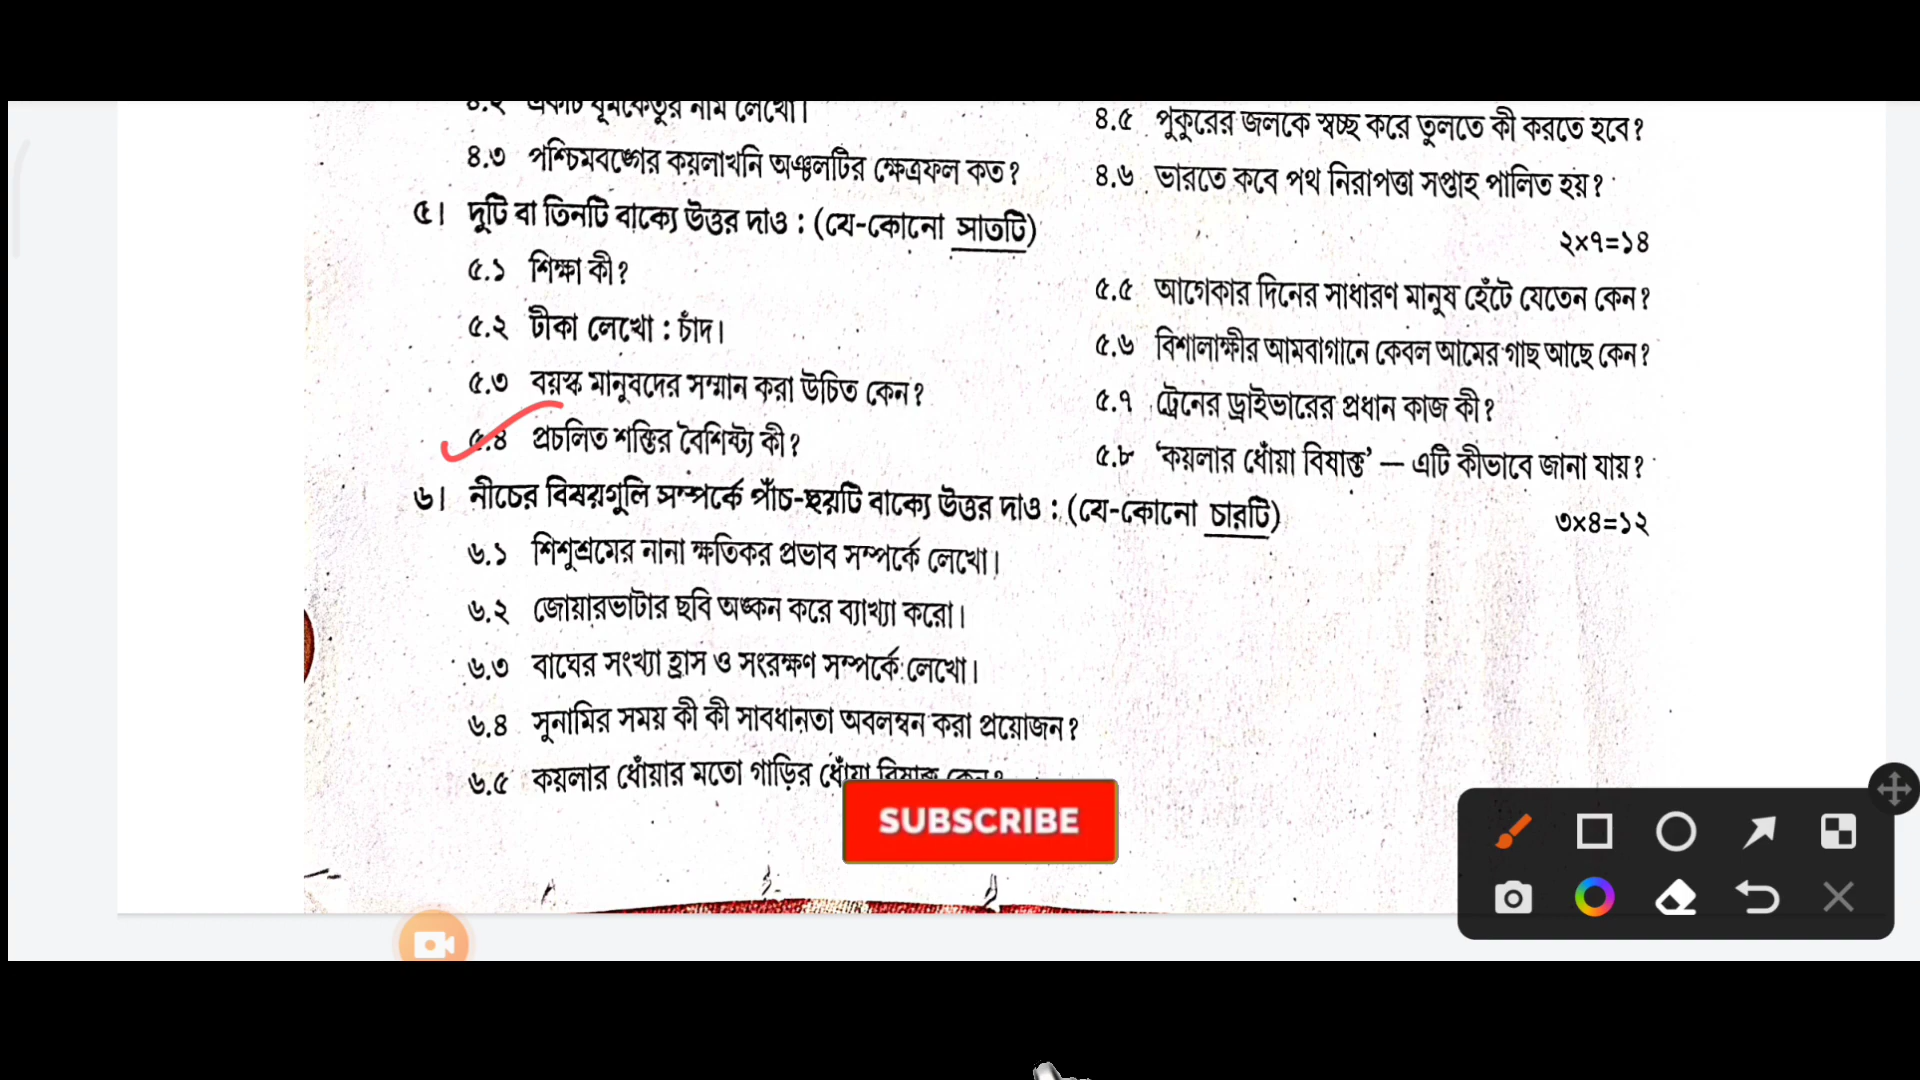 ৪.২ একটি ধূমকেতুর নাম লেখো।
৪.৩ পশ্চিমবঙ্গের কয়লাখনি অঞ্চলটির ক্ষেত্রফল কত?
৪.৫ পুকুরের জলকে স্বচ্ছ করে তুলতে কী করতে হবে?
৪.৬ ভারতে কবে পথ নিরাপত্তা সপ্তাহ পালিত হয়?
৫। দুটি বা তিনটি বাক্যে উত্তর দাও : (যে-কোনো সাতটি)
২×৭=১৪
৫.১ শিক্ষা কী?
৫.২ টীকা লেখো : চাঁদ।
৫.৩ বয়স্ক মানুষদের সম্মান করা উচিত কেন?
৫.৪ প্রচলিত শক্তির বৈশিষ্ট্য কী?
৫.৫ আগেকার দিনের সাধারণ মানুষ হেঁটে যেতেন কেন?
৫.৬ বিশালাক্ষীর আমবাগানে কেবল আমের গাছ আছে কেন?
৫.৭ ট্রেনের ড্রাইভারের প্রধান কাজ কী?
৫.৮ 'কয়লার ধোঁয়া বিষাক্ত' — এটি কীভাবে জানা যায়?
৬। নীচের বিষয়গুলি সম্পর্কে পাঁচ-ছয়টি বাক্যে উত্তর দাও : (যে-কোনো চারটি)
৩×৪=১২
৬.১ শিশুশ্রমের নানা ক্ষতিকর প্রভাব সম্পর্কে লেখো।
৬.২ জোয়ারভাটার ছবি অঙ্কন করে ব্যাখ্যা করো।
৬.৩ বাঘের সংখ্যা হ্রাস ও সংরক্ষণ সম্পর্কে লেখো।
৬.৪ সুনামির সময় কী কী সাবধানতা অবলম্বন করা প্রয়োজন?
৬.৫ কয়লার ধোঁয়ার মতো গাড়ির ধোঁয়া বিষাক্ত কেন?
SUBSCRIBE